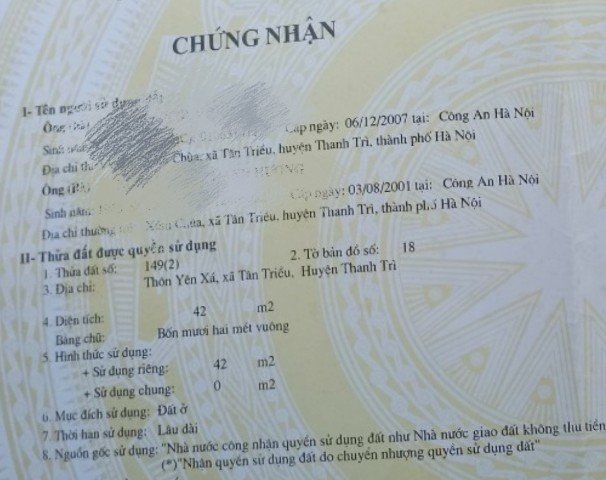 CHỨNG NHẬN
I- Tên người sử dụng đất
Ông
Cấp ngày: 06/12/2007 tại: Công An Hà Nội
Sinh
Địa chỉ Chùa, xã Tân Triều, huyện Thanh Trì, thành phố Hà Nội
Ông (Bà)
Cấp ngày: 03/08/2001 tại: Công An Hà Nội
Sinh năm:
Địa chỉ thường Chùa, xã Tân Triều, huyện Thanh Trì, thành phố Hà Nội
II- Thửa đất được quyền sử dụng
1. Thửa đất số: 149(2) 2. Tờ bản đồ số: 18
3. Địa chỉ: Thôn Yên Xá, xã Tân Triều, Huyện Thanh Trì
4. Diện tích: 42 m2
Bằng chữ: Bốn mươi hai mét vuông
5. Hình thức sử dụng:
+ Sử dụng riêng: 42 m2
+ Sử dụng chung: 0 m2
6. Mục đích sử dụng: Đất ở
7. Thời hạn sử dụng: Lâu dài
8. Nguồn gốc sử dụng: "Nhà nước công nhận quyền sử dụng đất như Nhà nước giao đất không thu tiền
(*)"Nhận quyền sử dụng đất do chuyển nhượng quyền sử dụng đất"